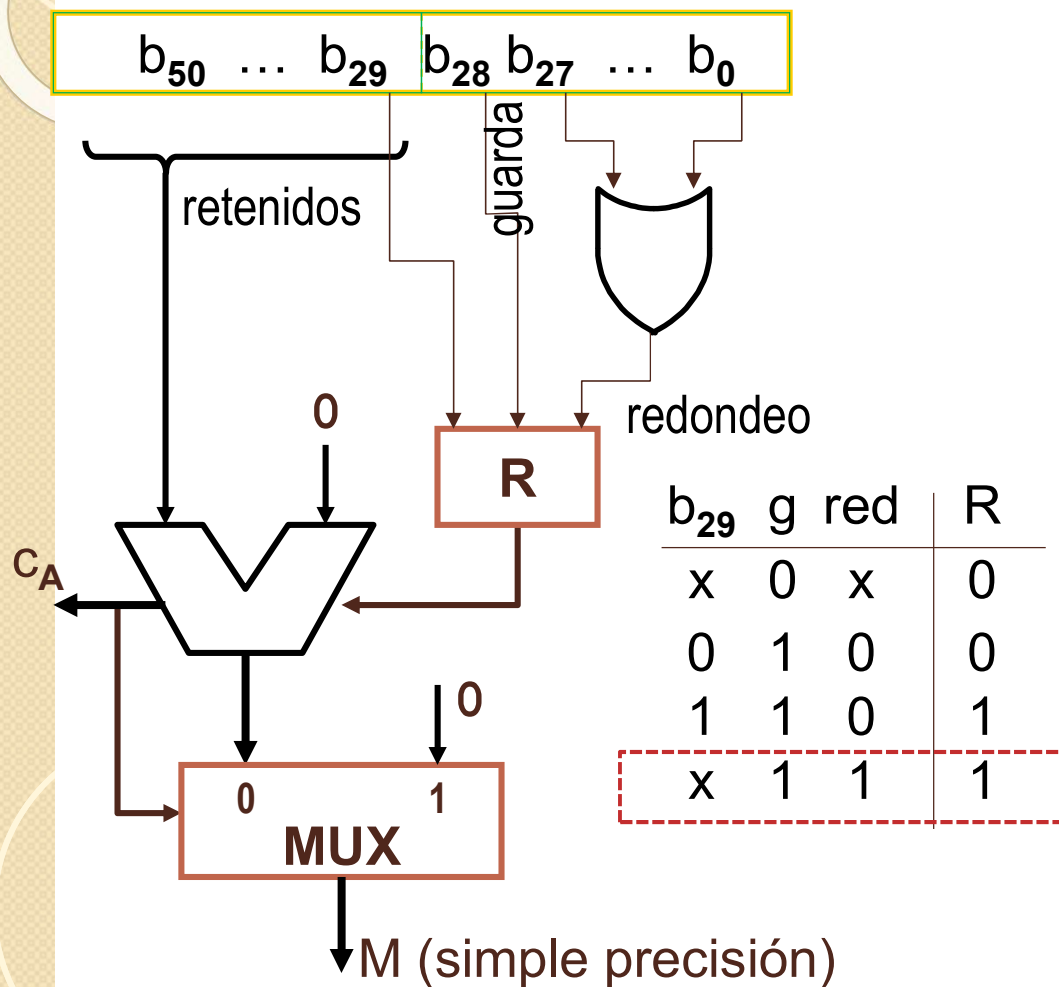 b50 … b29 b28 b27 … b0
guarda
retenidos
0
redondeo
R
b29 g red R
x 0 x 0
0 1 0 0
1 1 0 1
x 1 1 1
CA
0
0 1
MUX
M (simple precisión)